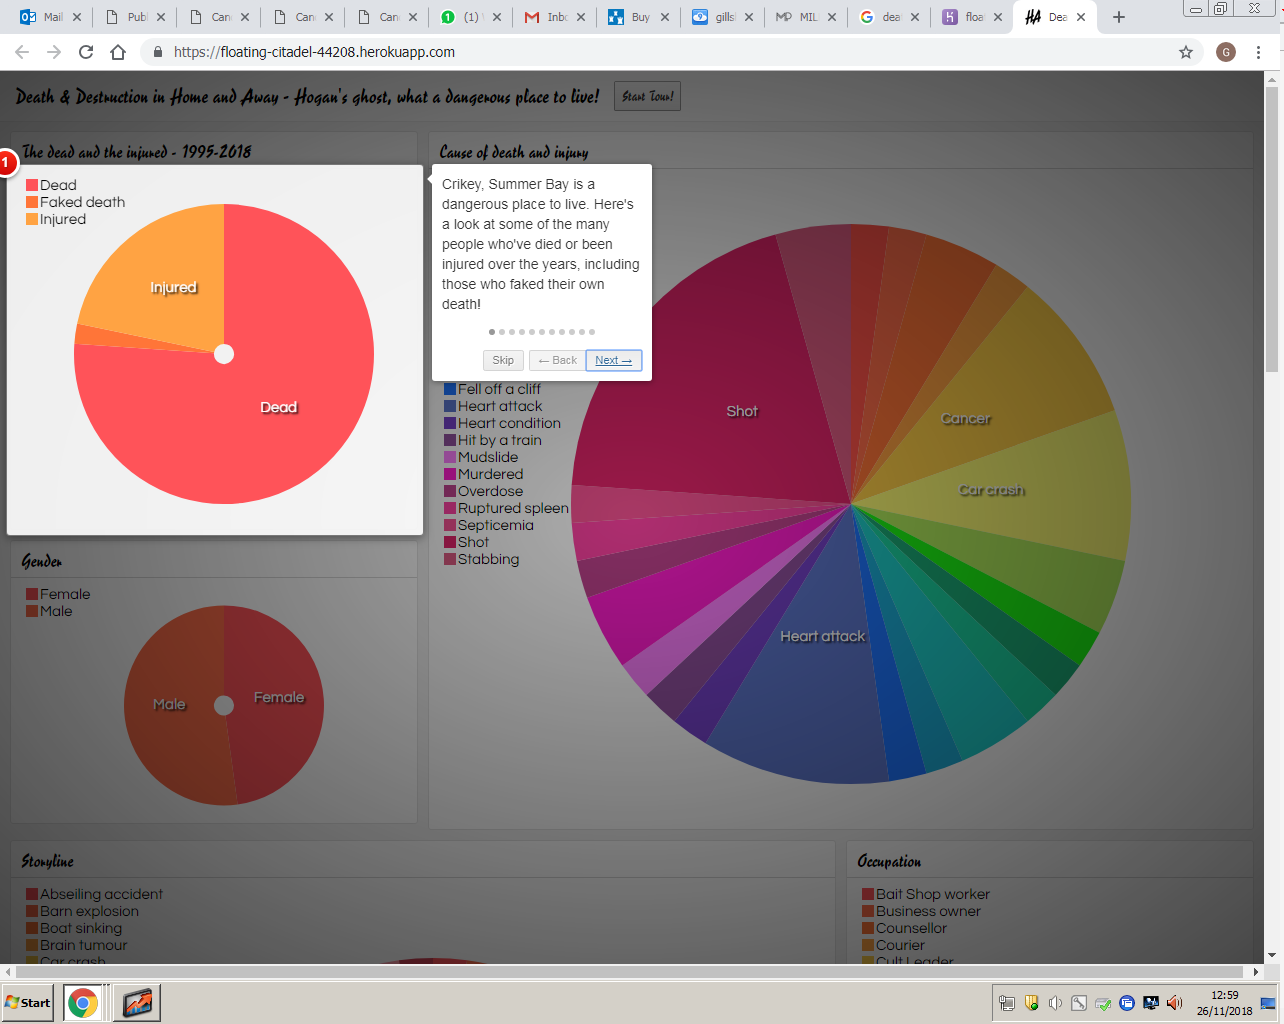 Mail
Publ
Canc
Canc
Canc
(1)
Inbo
Buy
gillsl
MIL
deat
float
HA Dea
https://floating-citadel-44208.herokuapp.com
G
Death & Destruction in Home and Away - Hogan's ghost, what a dangerous place to live!
Start Tour!
The dead and the injured - 1995-2018
1
Dead
Faked death
Injured
Injured
Dead
Cause of death and injury
Crikey, Summer Bay is a
dangerous place to live. Here's
a look at some of the many
people who've died or been
injured over the years, including
those who faked their own
death!
Skip
← Back
Next →
Fell off a cliff
Heart attack
Heart condition
Hit by a train
Mudslide
Murdered
Overdose
Ruptured spleen
Septicemia
Shot
Stabbing
Shot
Cancer
Car crash
Heart attack
Gender
Female
Male
Male
Female
Storyline
Abseiling accident
Barn explosion
Boat sinking
Brain tumour
Car crash
Occupation
Bait Shop worker
Business owner
Counsellor
Courier
Cult Leader
Start
12:59
26/11/2018